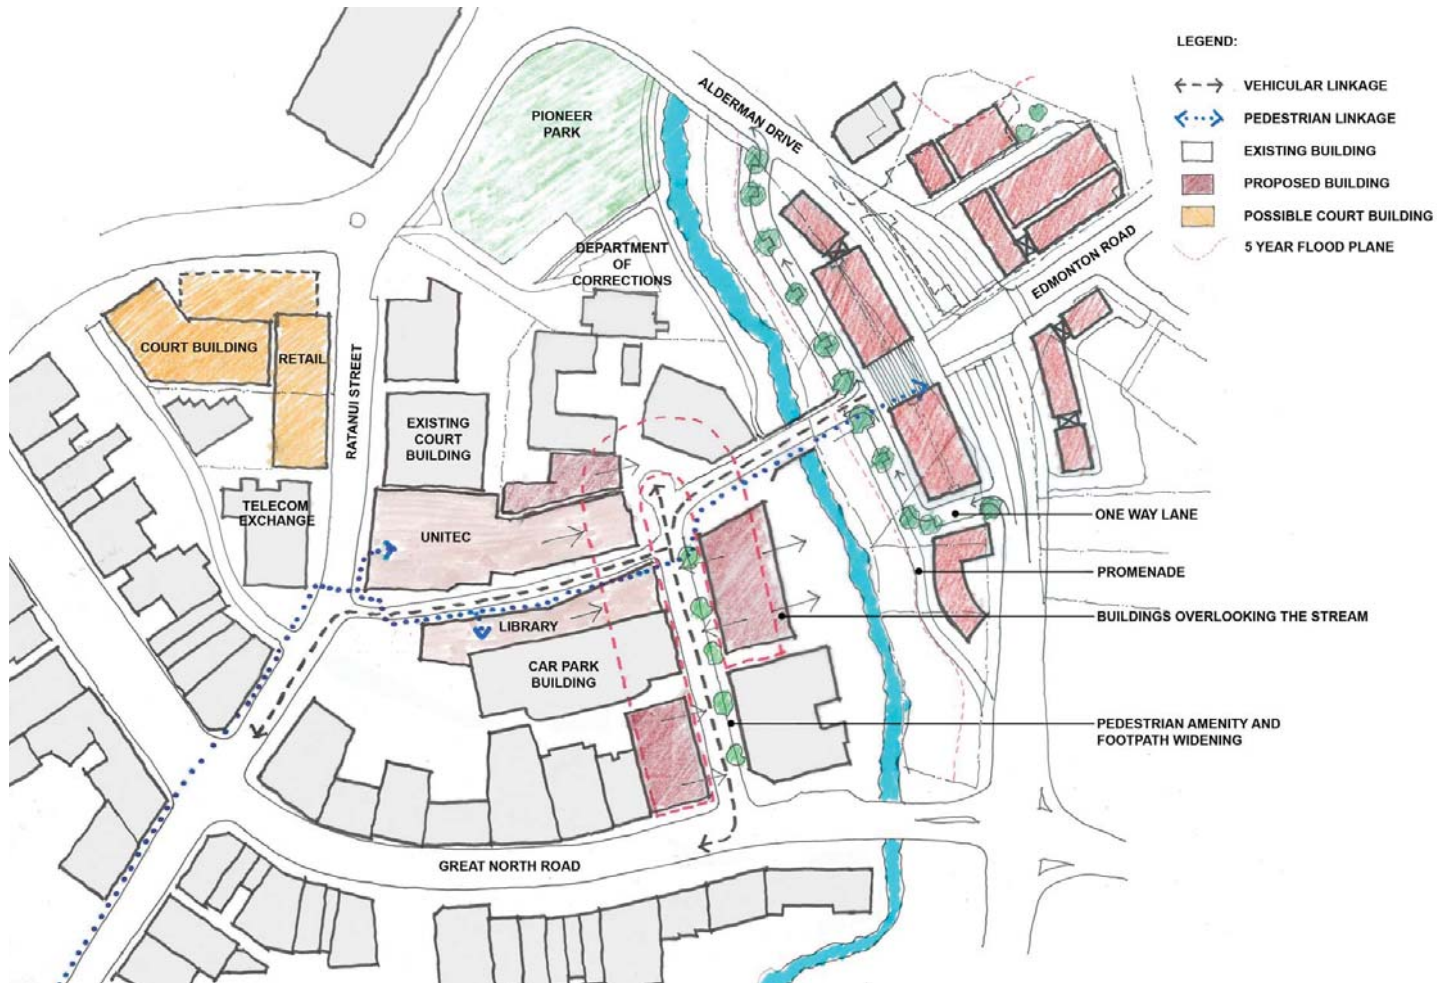 LEGEND:
VEHICULAR LINKAGE
PEDESTRIAN LINKAGE
EXISTING BUILDING
PROPOSED BUILDING
POSSIBLE COURT BUILDING
5 YEAR FLOOD PLANE
ALDERMAN DRIVE
PIONEER
PARK
DEPARTMENT
OF
CORRECTIONS
EDMONTON ROAD
COURT BUILDING
RETAIL
RATANUI STREET
EXISTING
COURT
BUILDING
TELECOM
EXCHANGE
UNITEC
ONE WAY LANE
PROMENADE
BUILDINGS OVERLOOKING THE STREAM
LIBRARY
CAR PARK
BUILDING
PEDESTRIAN AMENITY AND
FOOTPATH WIDENING
GREAT NORTH ROAD